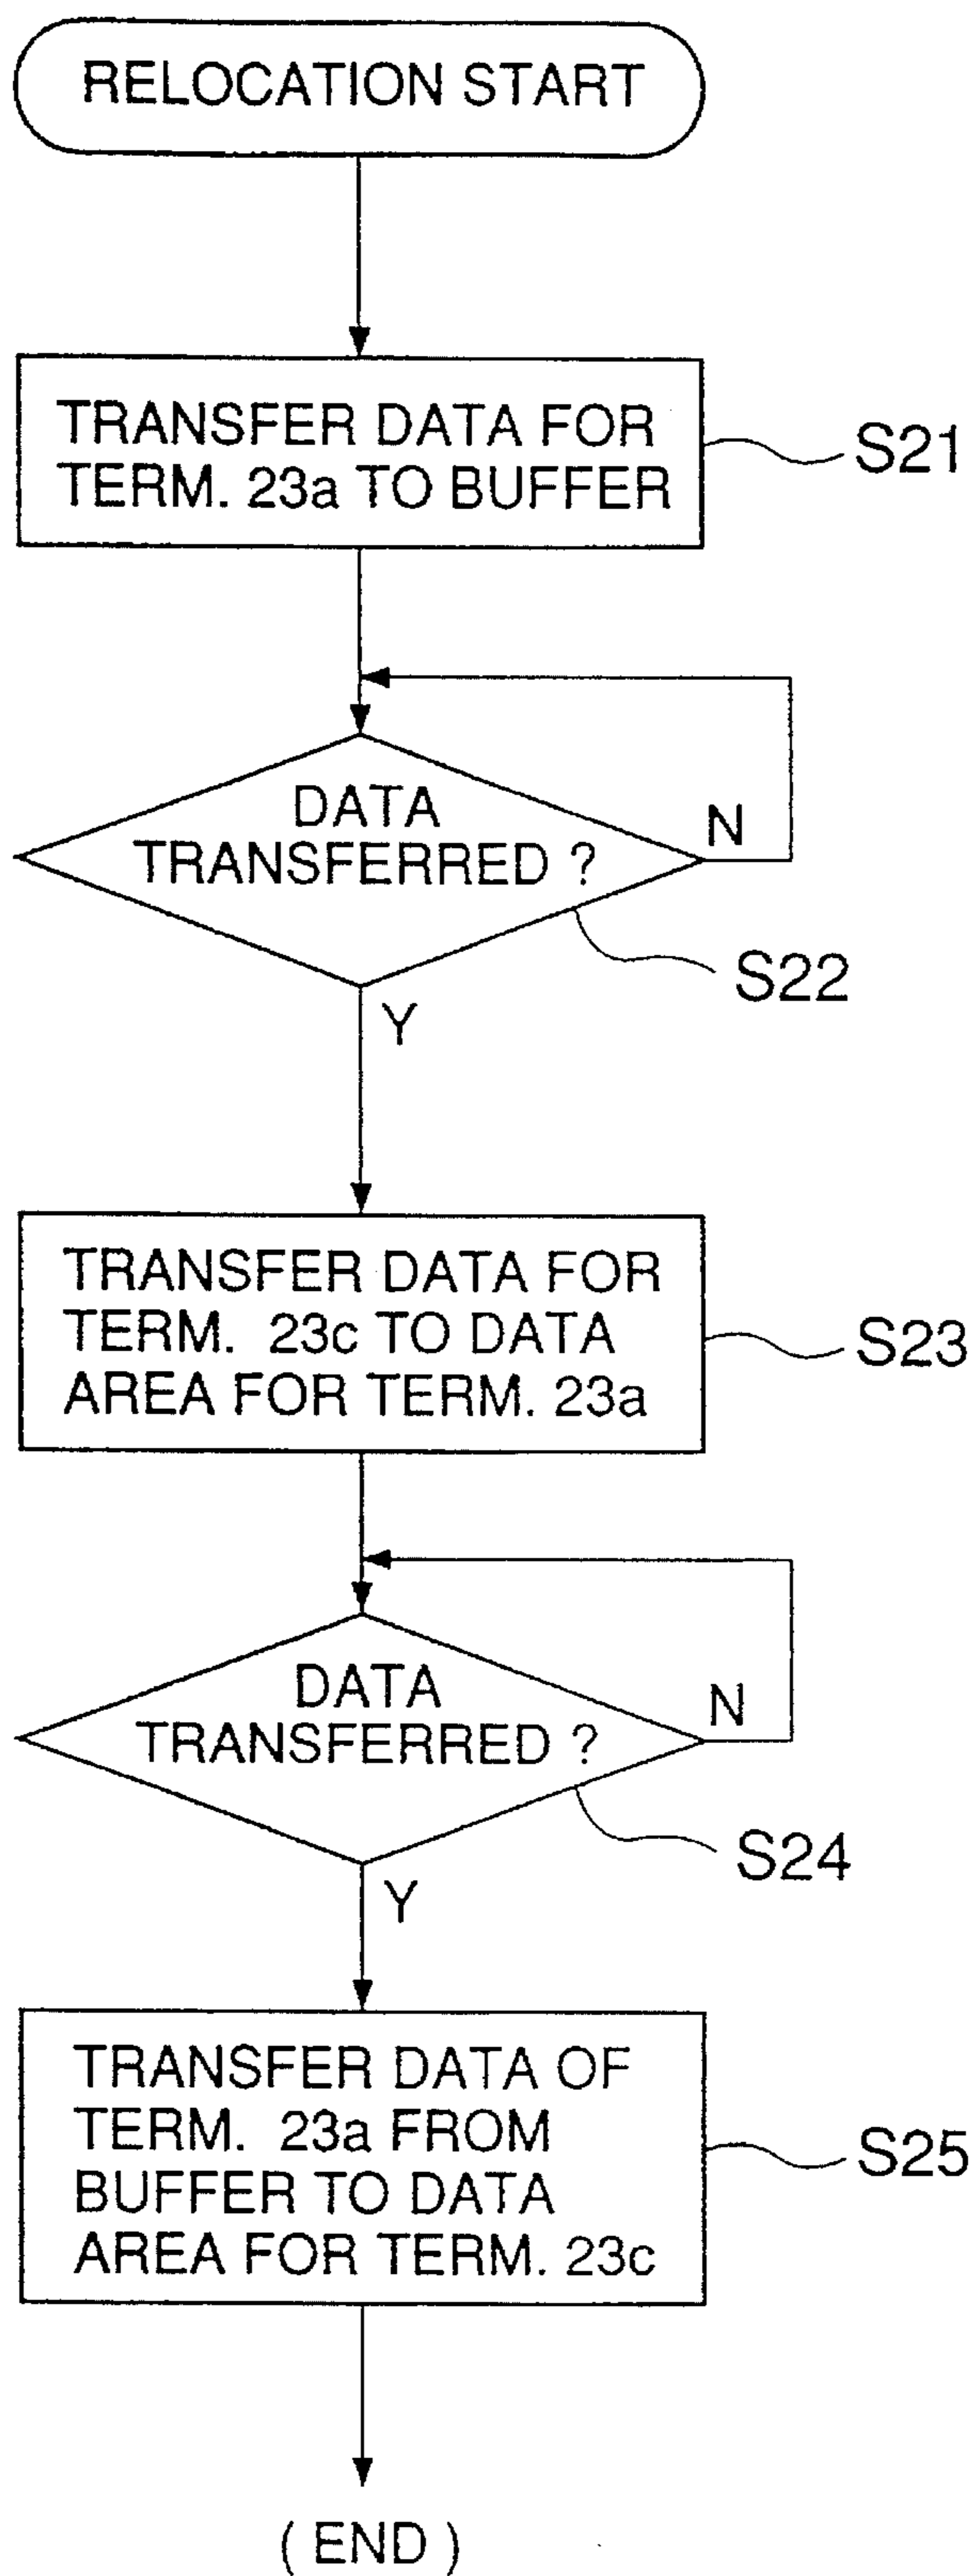 RELOCATION START
TRANSFER DATA FOR
TERM. 23a TO BUFFER
S21
DATA
TRANSFERRED ?
N
S22
Y
TRANSFER DATA FOR
TERM. 23c TO DATA
AREA FOR TERM. 23a
S23
DATA
TRANSFERRED ?
N
S24
Y
TRANSFER DATA OF
TERM. 23a FROM
BUFFER TO DATA
AREA FOR TERM. 23c
S25
( END )